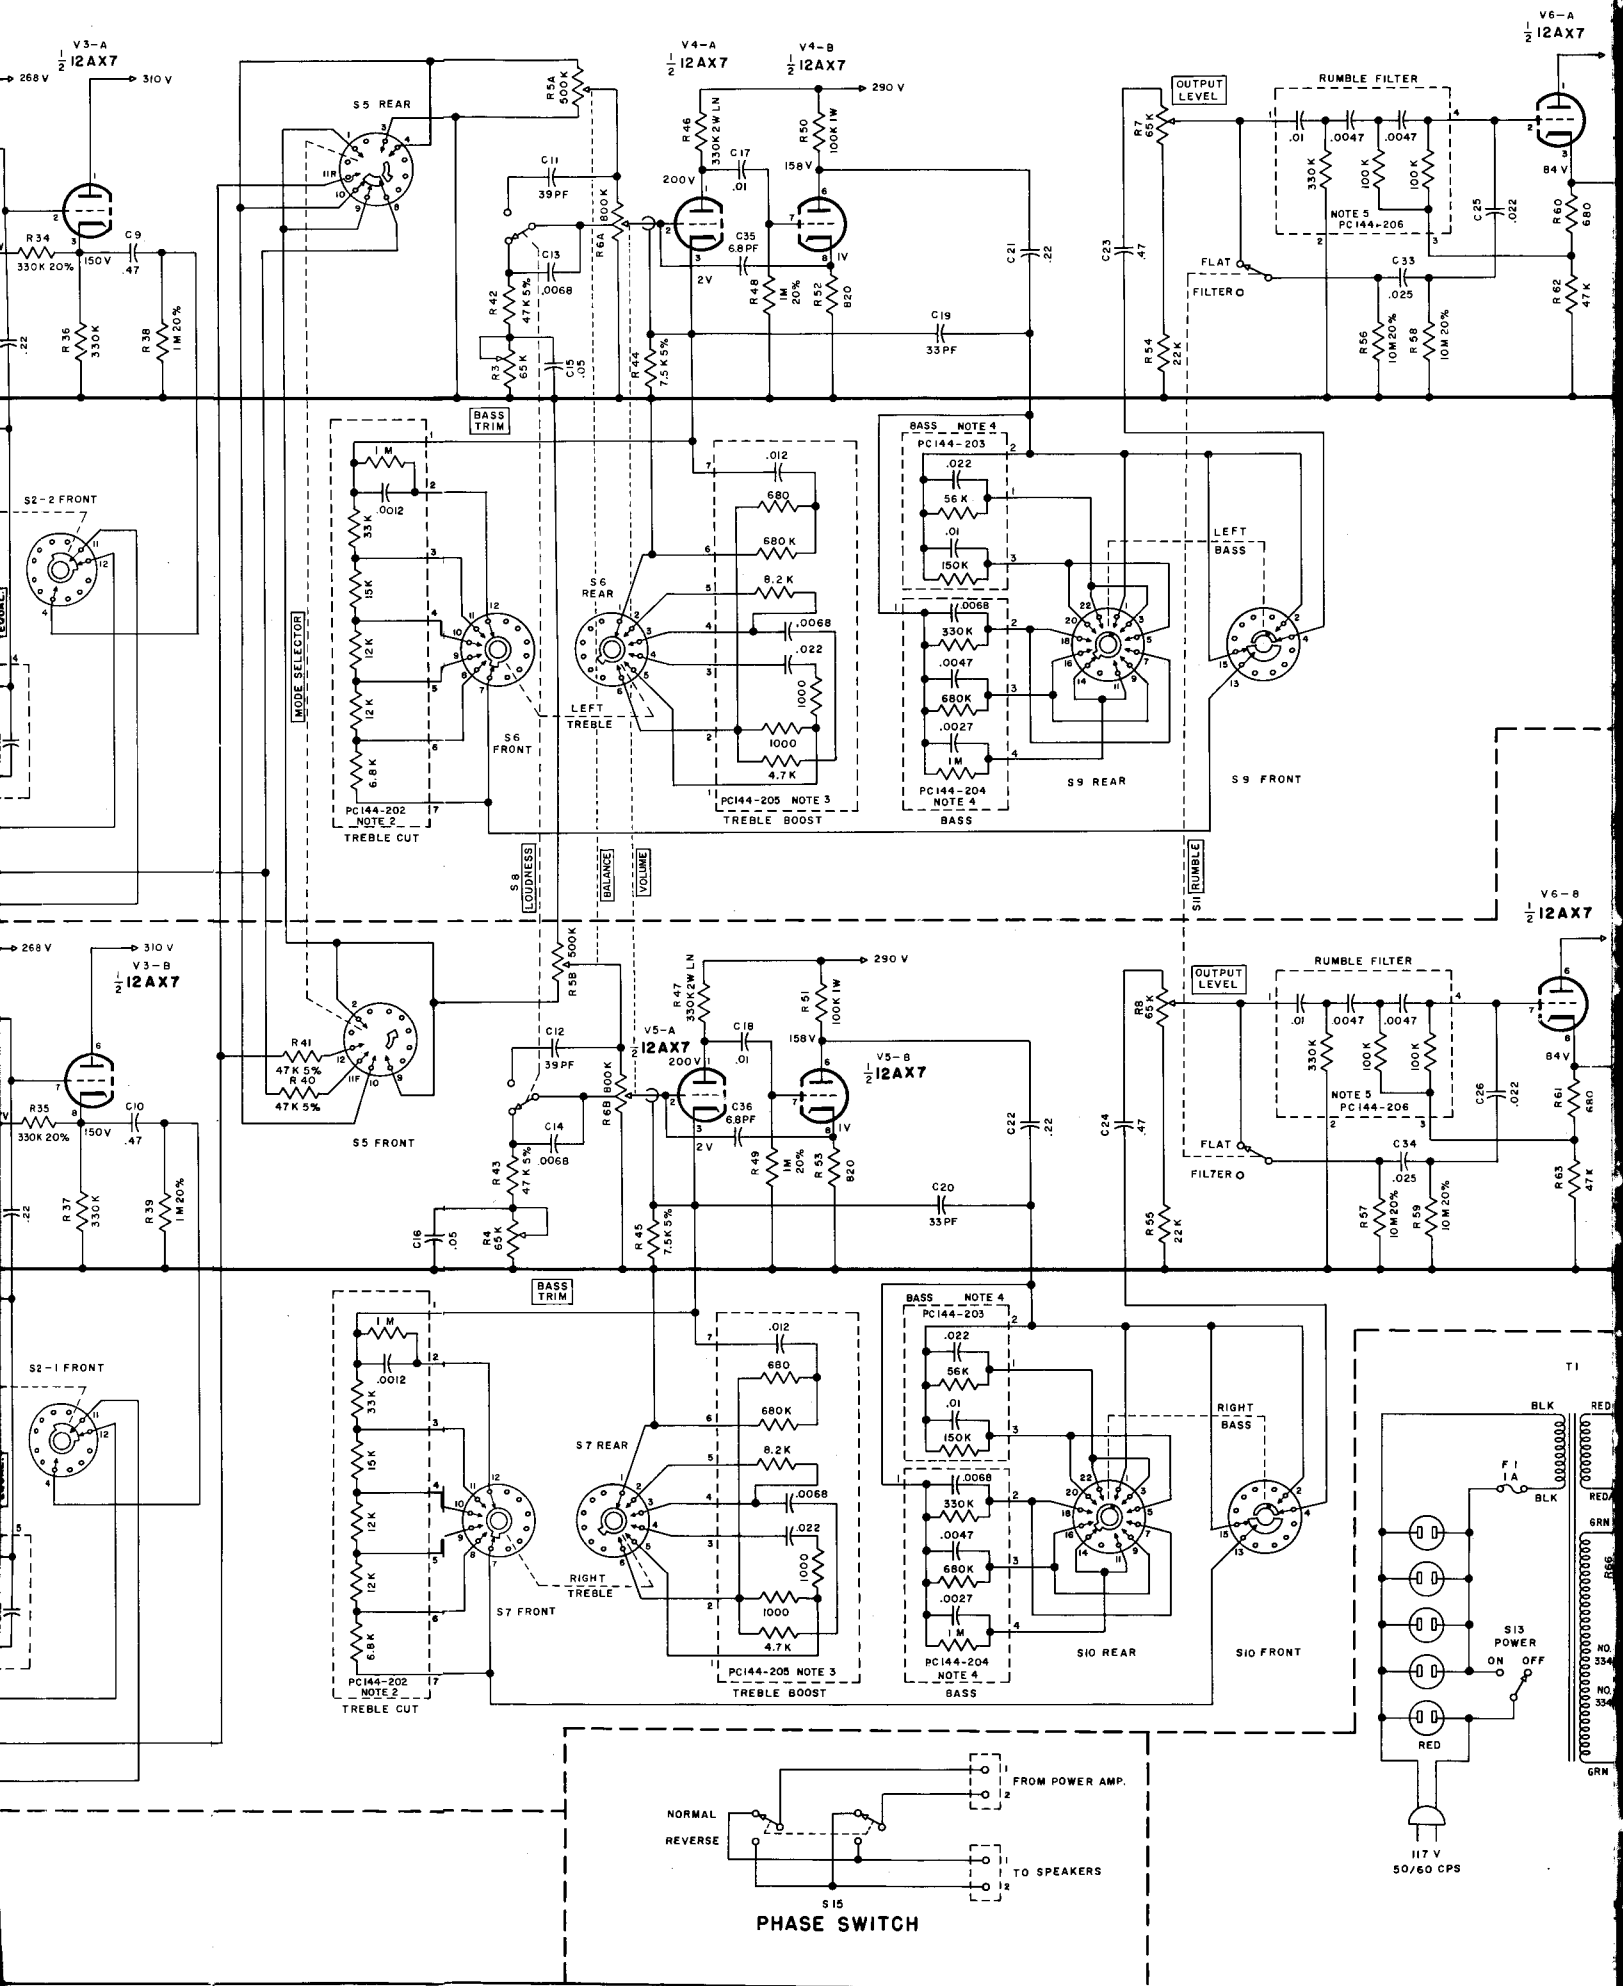 V3-A
½ 12AX7
268 V
310 V
S5 REAR
R5A
500K
V4-A
½ 12AX7
V4-B
½ 12AX7
290 V
R46
330K 2W LN
R50
100K 1W
C17
.01
158V
200V
C11
39PF
R6A 800K
C35
6.8PF
1V
2V
R48
1M
20%
R52
820
C13
.0068
R42
47K 5%
R3
65K
C15
.05
R44
7.5K 5%
C19
33PF
C21
.22
C23
.47
OUTPUT
LEVEL
R7
65K
R54
22K
RUMBLE FILTER
.01
.0047
.0047
330K
100K
100K
NOTE 5
PC144-206
FLAT
FILTER
C33
.025
R56
10M 20%
R58
10M 20%
C25
.022
V6-A
½ 12AX7
84V
R60
680
R62
47K
R34
330K 20%
150V
C9
.47
R36
330K
R38
1M 20%
.22
S2-2 FRONT
MODE SELECTOR
BASS
TRIM
1 M
.0012
33K
15K
12K
12K
6.8K
PC144-202
NOTE 2
TREBLE CUT
S6
FRONT
S6
REAR
LEFT
TREBLE
.012
680
680K
8.2K
.0068
.022
1000
1000
4.7K
PC144-205 NOTE 3
TREBLE BOOST
BASS NOTE 4
PC144-203
.022
56K
.01
150K
.0068
330K
.0047
680K
.0027
1M
PC144-204
NOTE 4
BASS
LEFT
BASS
S9 REAR
S9 FRONT
S8
LOUDNESS
BALANCE
VOLUME
S11 RUMBLE
268 V
310 V
V3-B
½ 12AX7
R41
47K 5%
R40
47K 5%
S5 FRONT
R5B 500K
R35
330K 20%
150V
C10
.47
R37
330K
R39
1M 20%
.22
C12
39PF
R6B 800K
V5-A
½ 12AX7
200V
R47
330K 2W LN
R51
100K 1W
290 V
C18
.01
158V
V5-B
½ 12AX7
C36
6.8PF
1V
2V
R49
1M
20%
R53
820
C14
.0068
R43
47K 5%
R4
65K
C16
.05
R45
7.5K 5%
C20
33PF
C22
.22
C24
.47
OUTPUT
LEVEL
R8
65K
R55
22K
RUMBLE FILTER
.01
.0047
.0047
330K
100K
100K
NOTE 5
PC144-206
FLAT
FILTER
C34
.025
R57
10M 20%
R59
10M 20%
C26
.022
V6-B
½ 12AX7
84V
R61
680
R63
47K
S2-1 FRONT
BASS
TRIM
1 M
.0012
33K
15K
12K
12K
6.8K
PC144-202
NOTE 2
TREBLE CUT
S7 FRONT
S7 REAR
RIGHT
TREBLE
.012
680
680K
8.2K
.0068
.022
1000
1000
4.7K
PC144-205 NOTE 3
TREBLE BOOST
BASS NOTE 4
PC144-203
.022
56K
.01
150K
.0068
330K
.0047
680K
.0027
1M
PC144-204
NOTE 4
BASS
RIGHT
BASS
S10 REAR
S10 FRONT
T1
BLK
RED
F1
1A
BLK
RED
GRN
R66
S13
POWER
ON OFF
NO.
334
NO.
334
RED
GRN
117 V
50/60 CPS
FROM POWER AMP.
NORMAL
REVERSE
TO SPEAKERS
S15
PHASE SWITCH